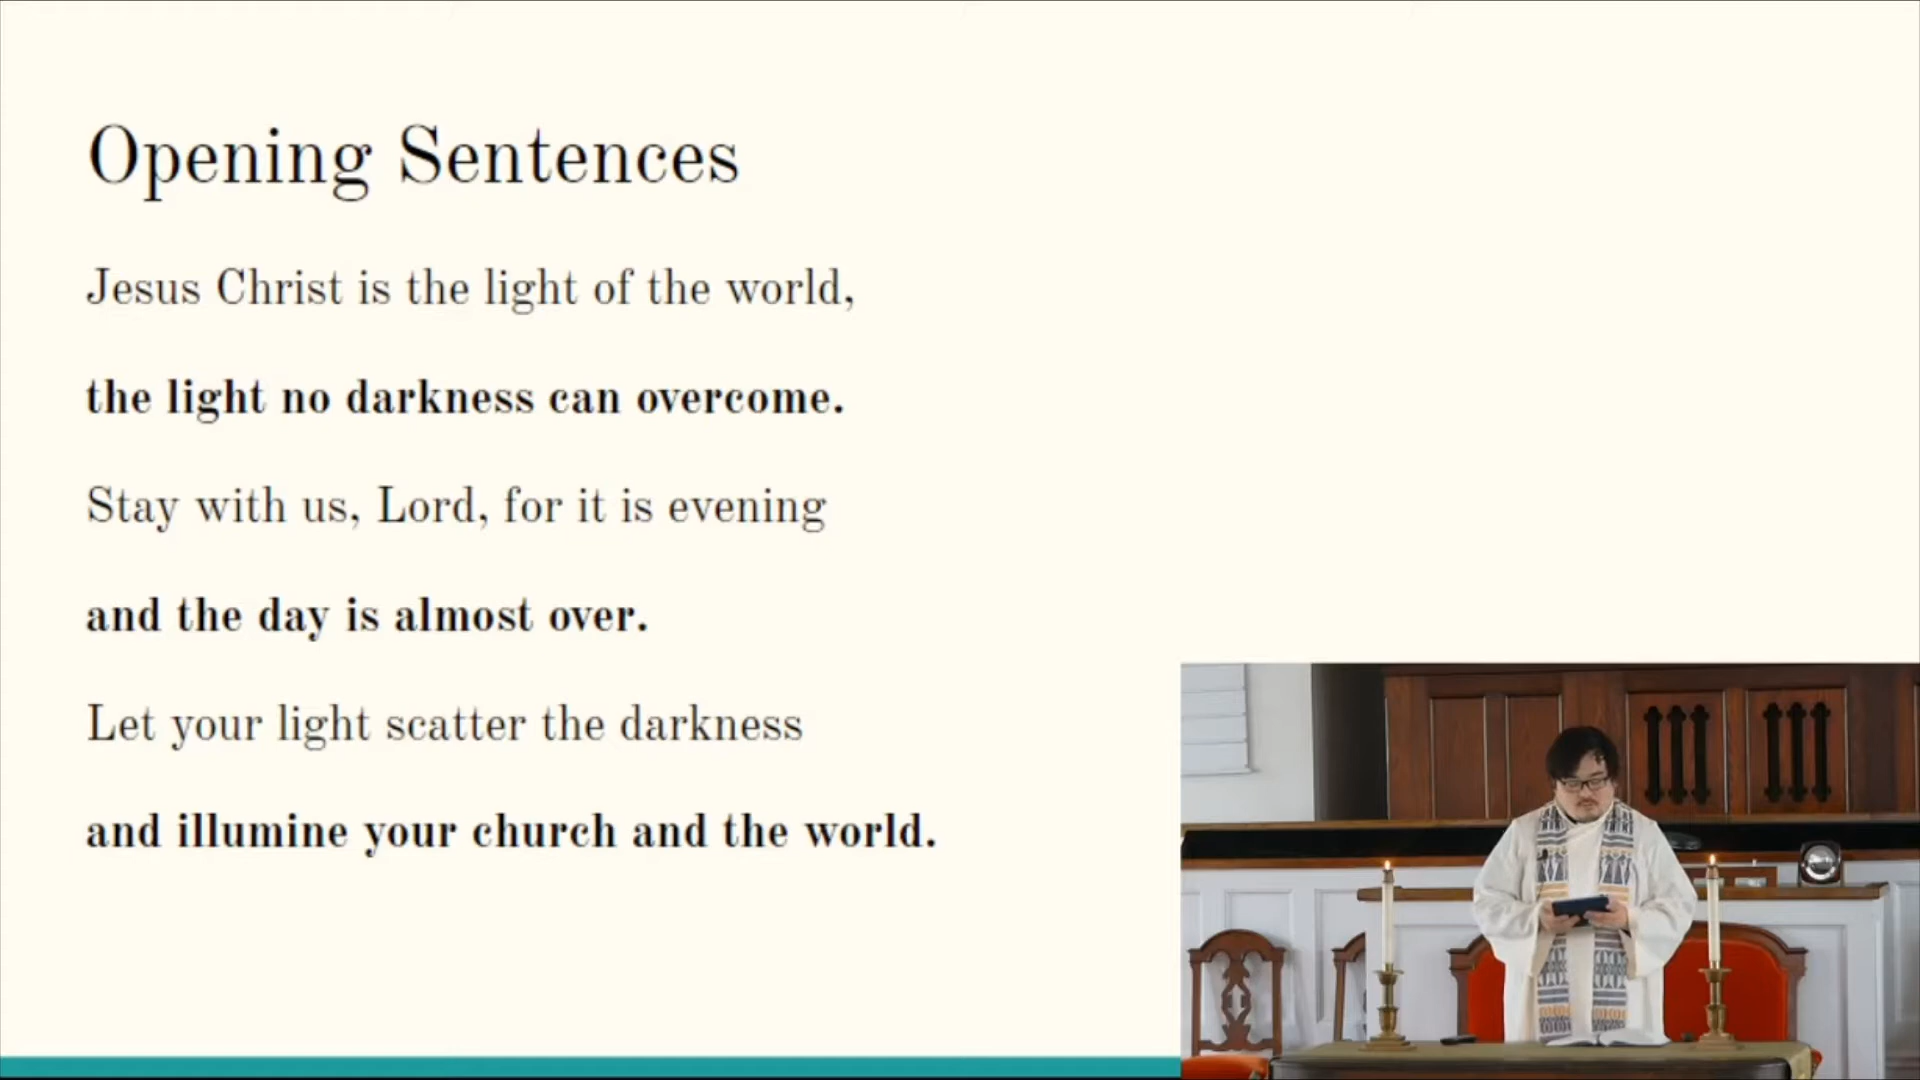 Opening Sentences
Jesus Christ is the light of the world,
the light no darkness can overcome.
Stay with us, Lord, for it is evening
and the day is almost over.
Let your light scatter the darkness
and illumine your church and the world.